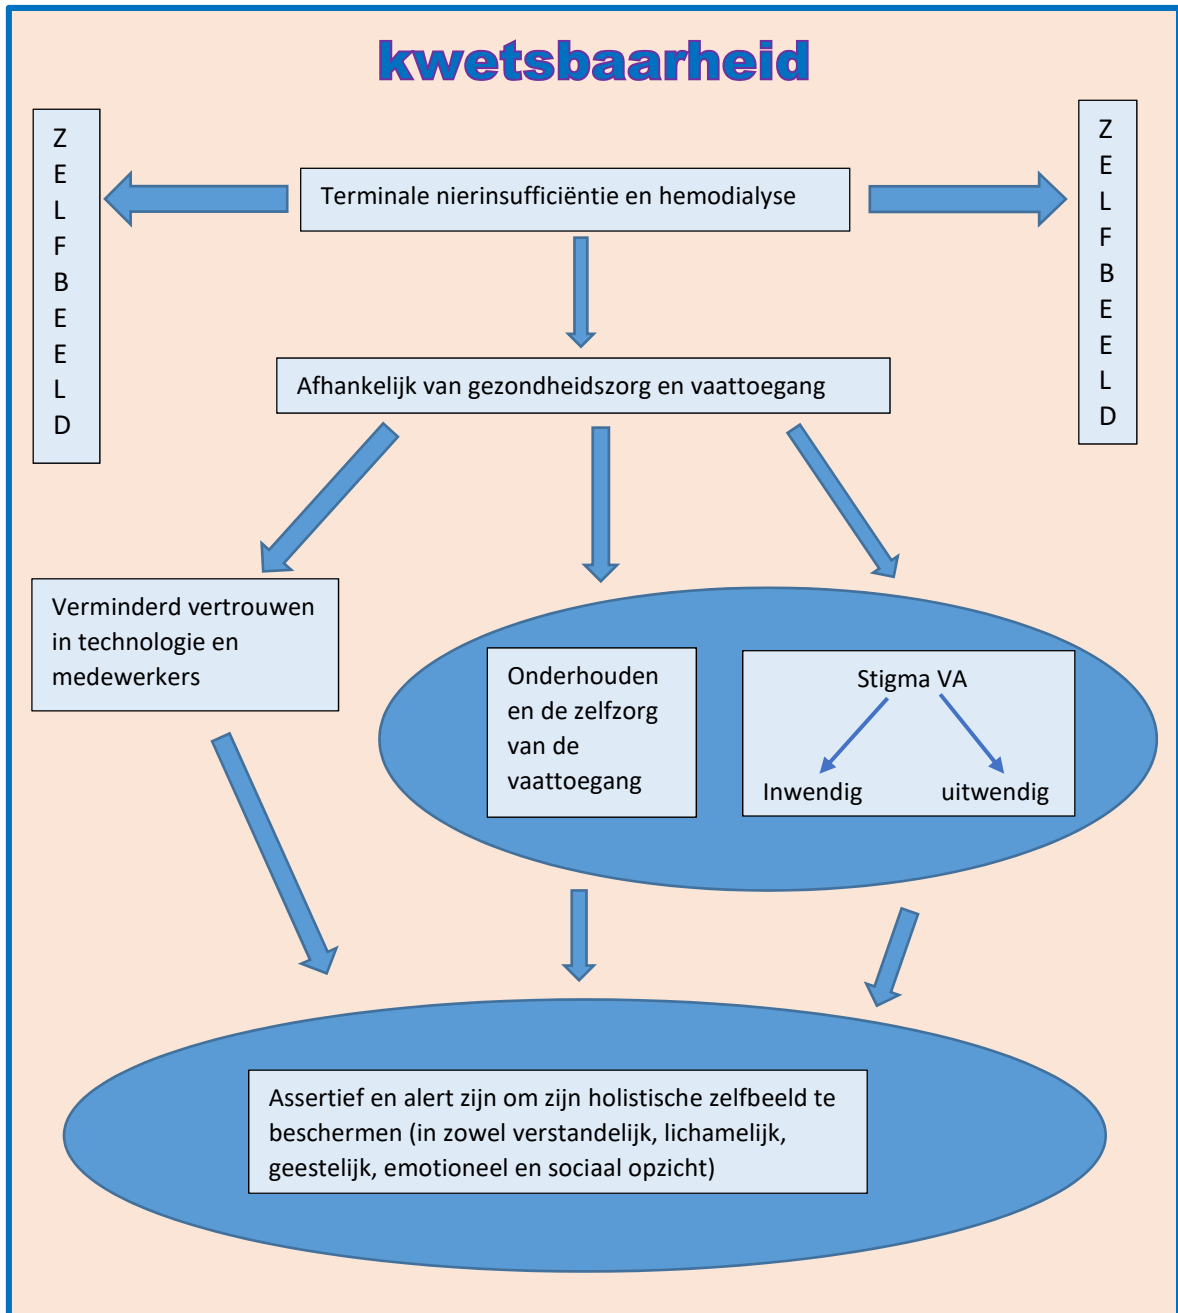 kwetsbaarheid
Z
E
L
F
B
E
E
L
D
Terminale nierinsufficiëntie en hemodialyse
Z
E
L
F
B
E
E
L
D
Afhankelijk van gezondheidszorg en vaattoegang
Verminderd vertrouwen
in technologie en
medewerkers
Onderhouden
en de zelfzorg
van de
vaattoegang
Stigma VA
Inwendig uitwendig
Assertief en alert zijn om zijn holistische zelfbeeld te
beschermen (in zowel verstandelijk, lichamelijk,
geestelijk, emotioneel en sociaal opzicht)